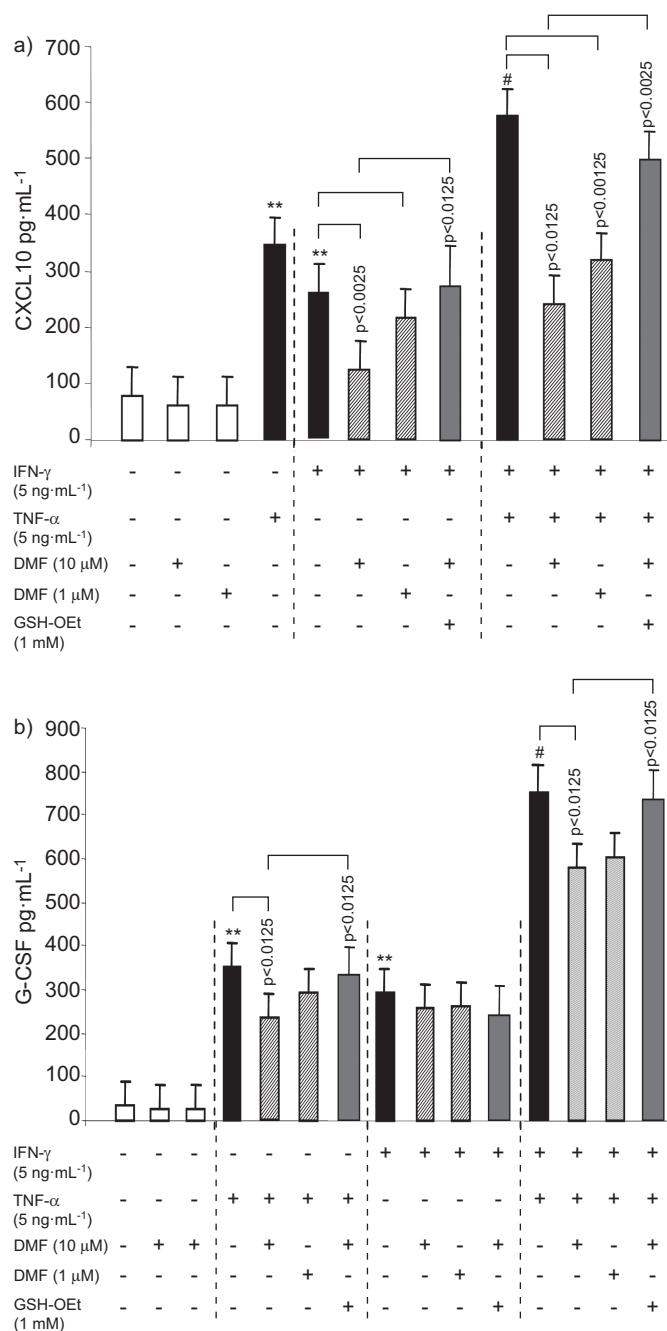 a)
700
600
500
400
300
200
100
0
CXCL10 pg·mL-1
**
**
p<0.0025
p<0.0125
#
p<0.0125
p<0.00125
p<0.0025
IFN-γ - - - - + + + + + + + +
(5 ng·mL-1)
TNF-α - - - + - - - - + + + +
(5 ng·mL-1)
DMF (10 μM) - + - - - + - + - + - +
DMF (1 μM) - - + - - - + - - - + -
GSH-OEt - - - - - - - + - - - +
(1 mM)
b)
900
800
700
600
500
400
300
200
100
0
G-CSF pg·mL-1
**
p<0.0125
p<0.0125
**
#
p<0.0125
p<0.0125
IFN-γ - - - - - - - + + + + + + + +
(5 ng·mL-1)
TNF-α - - - + + + + - - - - + + + +
(5 ng·mL-1)
DMF (10 μM) - + + - + - + - + - + - + - +
DMF (1 μM) - - - - - + - - - + - - - + -
GSH-OEt - - - - - - + - - - + - - - +
(1 mM)